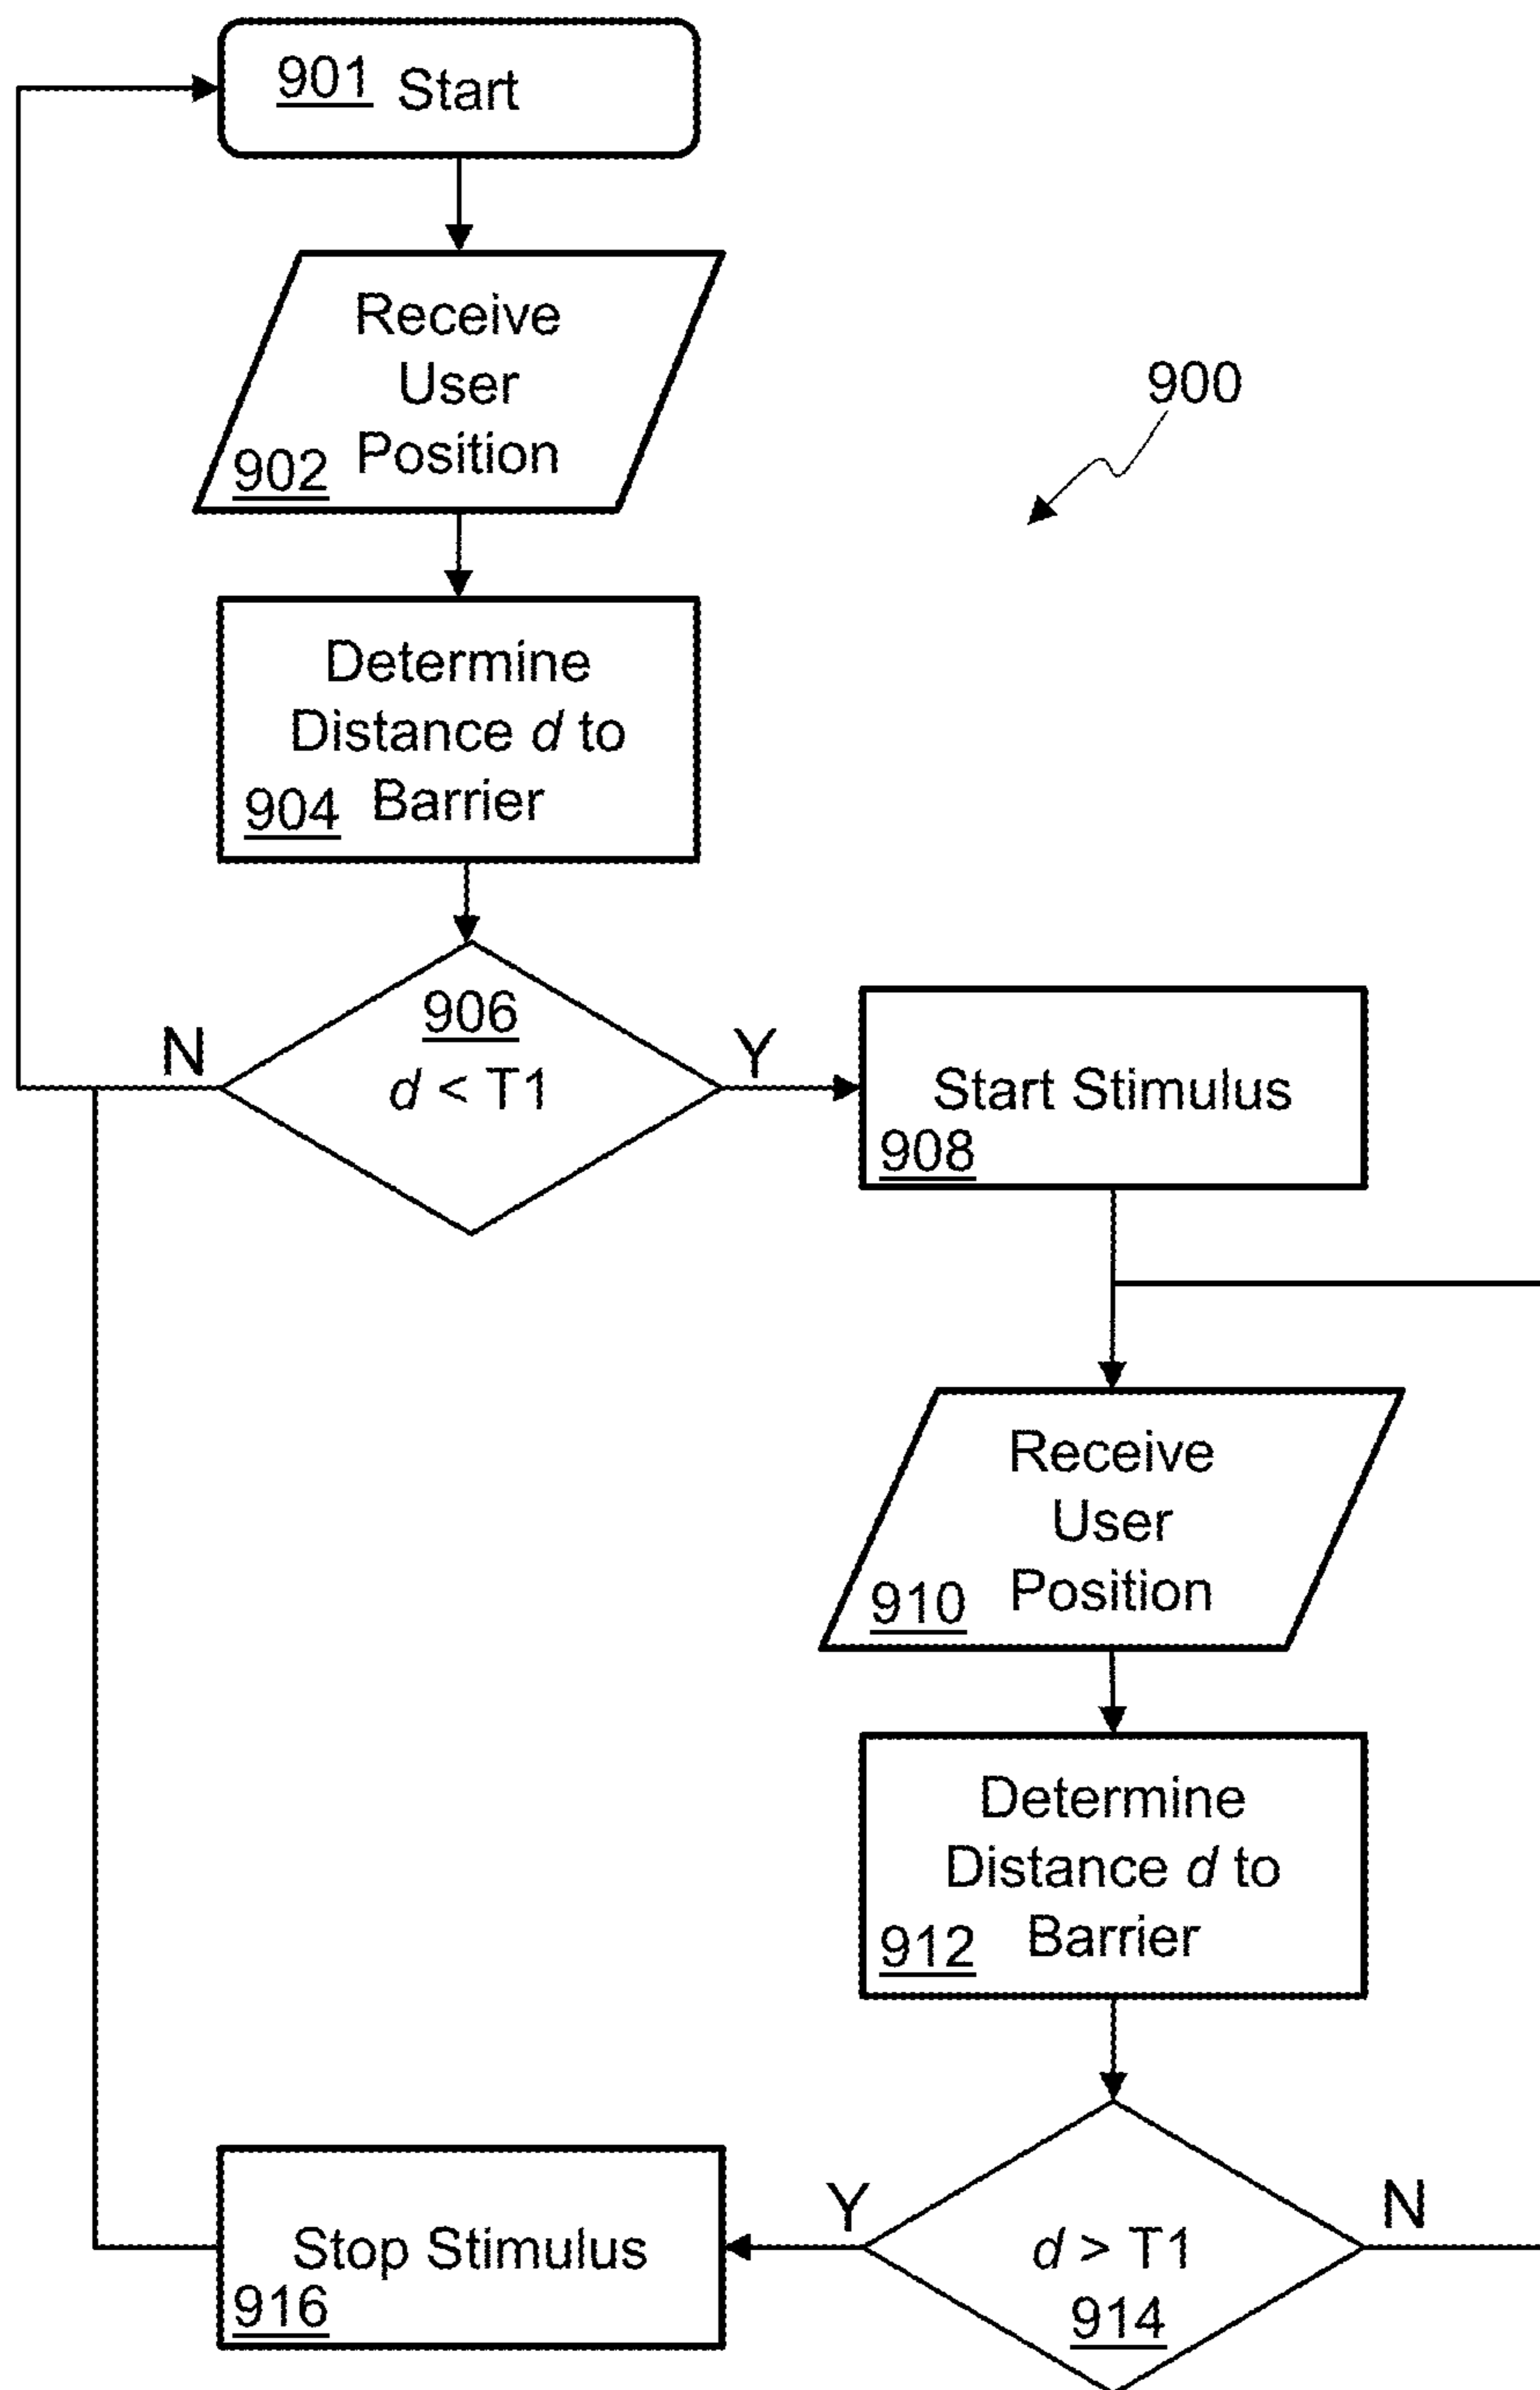 901 Start
Receive
User
Position
902
900
Determine
Distance d to
Barrier
904
906
d < T1
N
Y
Start Stimulus
908
Receive
User
Position
910
Determine
Distance d to
Barrier
912
d > T1
914
Y
N
Stop Stimulus
916